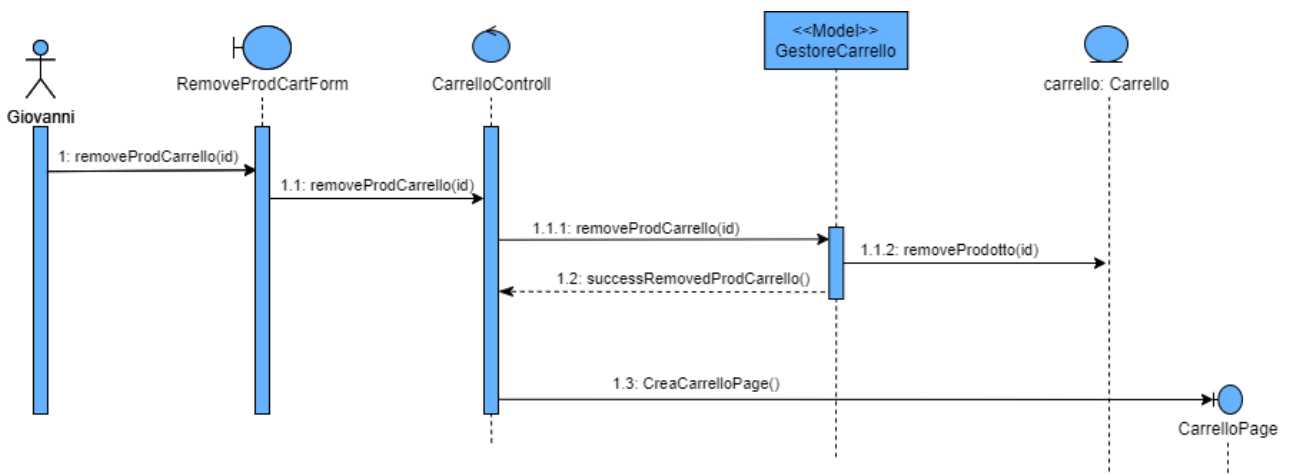 <<Model>>
GestoreCarrello
RemoveProdCartForm
CarrelloControll
carrello: Carrello
Giovanni
1: removeProdCarrello(id)
1.1: removeProdCarrello(id)
1.1.1: removeProdCarrello(id)
1.1.2: removeProdotto(id)
1.2: successRemovedProdCarrello()
1.3: CreaCarrelloPage()
CarrelloPage